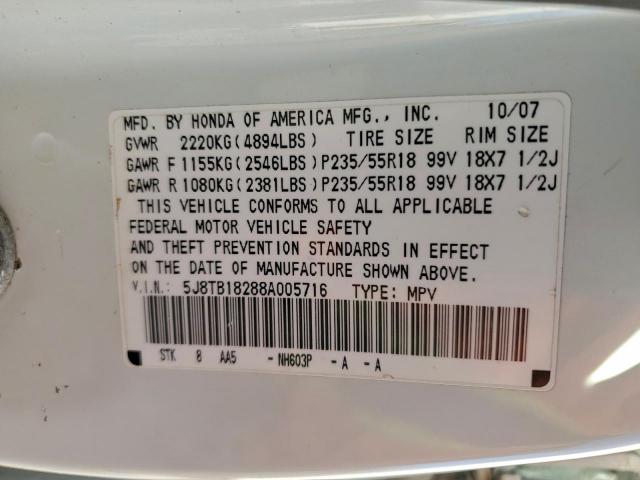 MFD. BY HONDA OF AMERICA MFG., INC. 10/07
GVWR 2220KG(4894LBS) TIRE SIZE RIM SIZE
GAWR F 1155KG(2546LBS)P235/55R18 99V 18X7 1/2J
GAWR R 1080KG(2381LBS)P235/55R18 99V 18X7 1/2J
THIS VEHICLE CONFORMS TO ALL APPLICABLE
FEDERAL MOTOR VEHICLE SAFETY
AND THEFT PREVENTION STANDARDS IN EFFECT
ON THE DATE OF MANUFACTURE SHOWN ABOVE.
V.I.N.: 5J8TB18288A005716 TYPE: MPV
STK 8 AA5 -NH603P -A -A